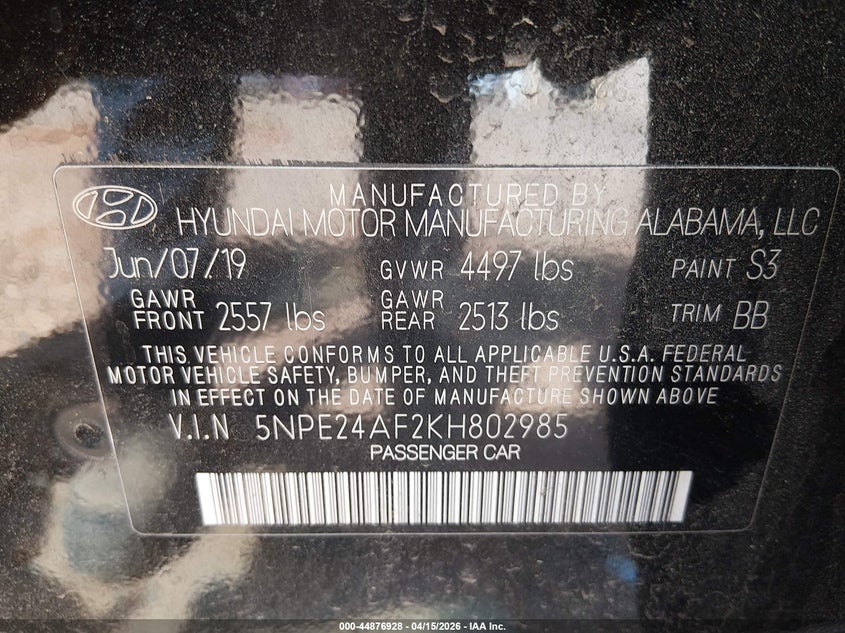 MANUFACTURED BY
HYUNDAI MOTOR MANUFACTURING ALABAMA, LLC
Jun/07/19 GVWR 4497 lbs PAINT S3
GAWR FRONT 2557 lbs GAWR REAR 2513 lbs TRIM BB
THIS VEHICLE CONFORMS TO ALL APPLICABLE U.S.A. FEDERAL
MOTOR VEHICLE SAFETY, BUMPER, AND THEFT PREVENTION STANDARDS
IN EFFECT ON THE DATE OF MANUFACTURE SHOWN ABOVE
V.I.N 5NPE24AF2KH802985
PASSENGER CAR
000-44876928 - 04/15/2026 - IAA Inc.